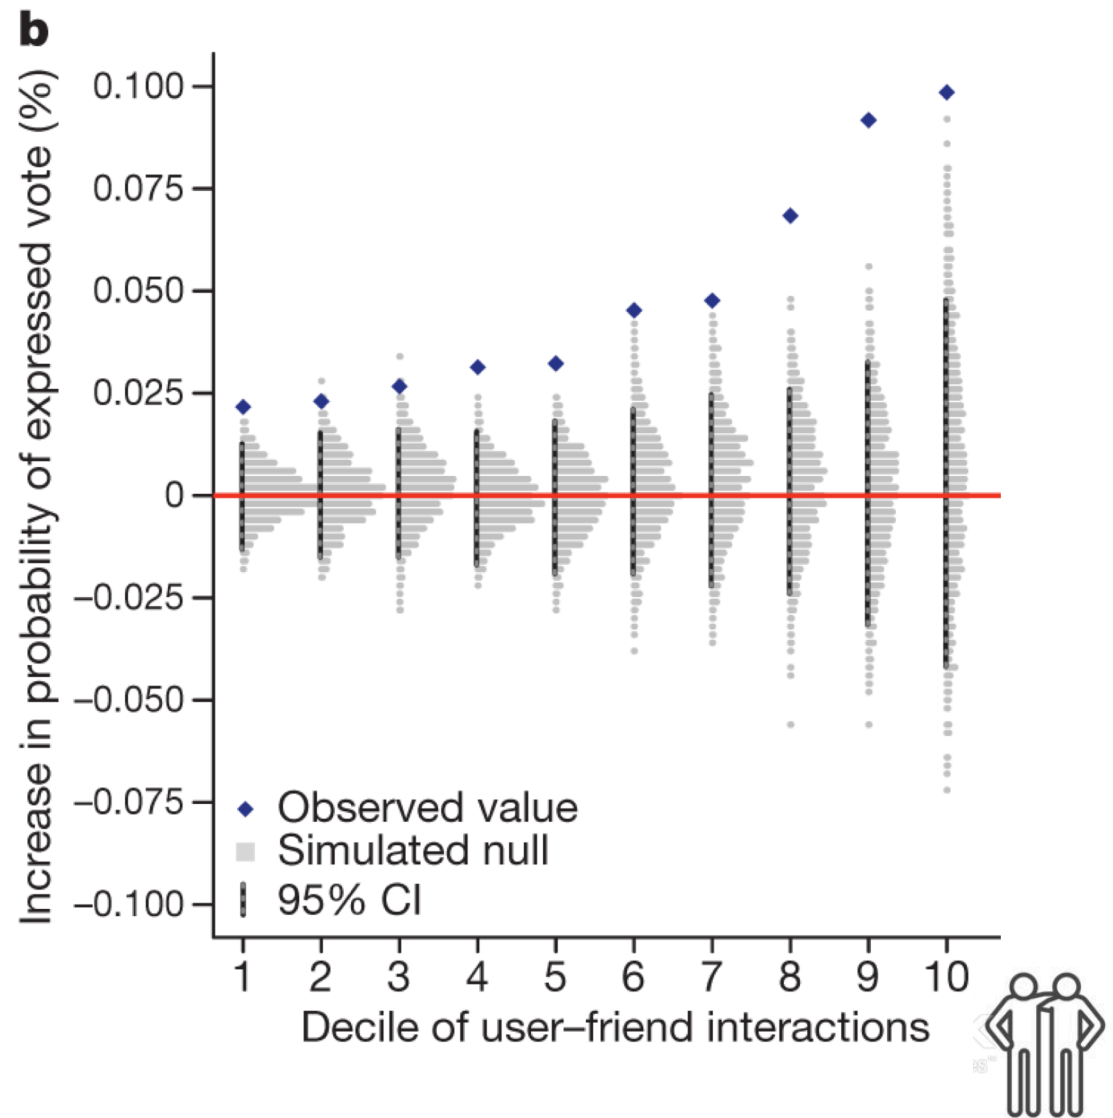 b
Increase in probability of expressed vote (%)
0.100
0.075
0.050
0.025
0
−0.025
−0.050
−0.075
−0.100
Observed value
Simulated null
95% CI
1 2 3 4 5 6 7 8 9 10
Decile of user–friend interactions